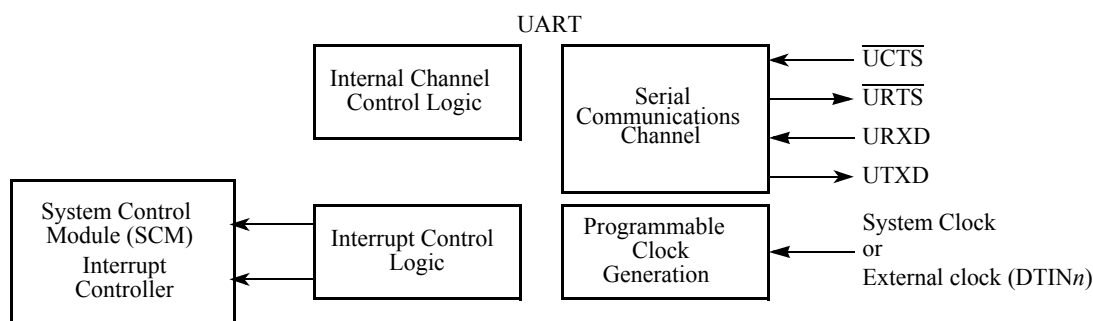 UART
Internal Channel
Control Logic
Serial
Communications
Channel
UCTS
URTS
URXD
UTXD
System Control
Module (SCM)
Interrupt
Controller
Interrupt Control
Logic
Programmable
Clock
Generation
System Clock
or
External clock (DTINn)